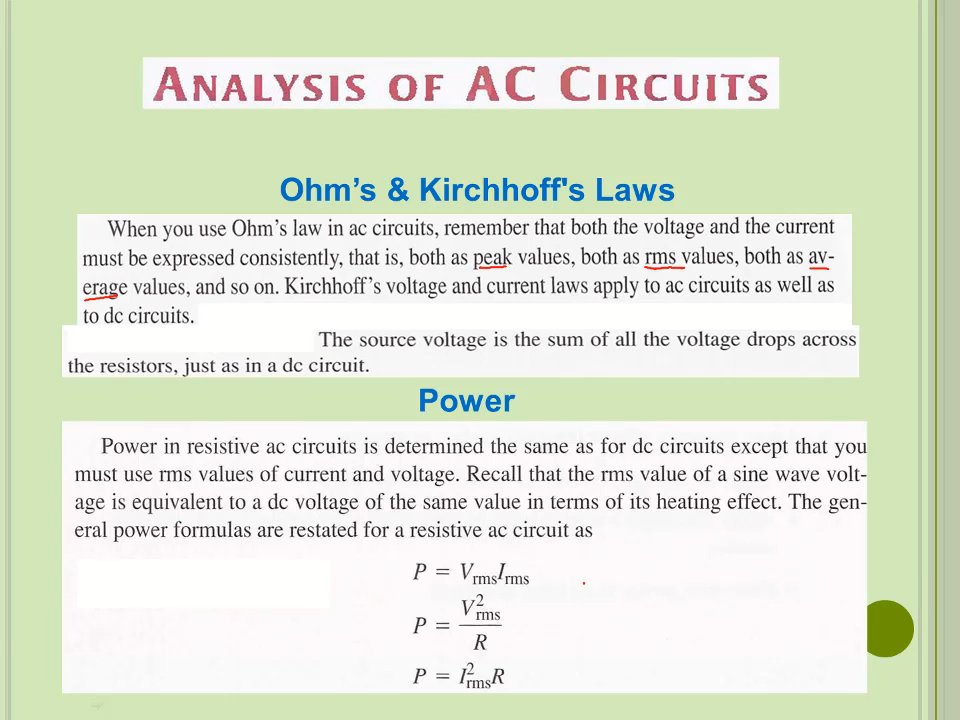 ANALYSIS OF AC CIRCUITS
Ohm’s & Kirchhoff's Laws
When you use Ohm’s law in ac circuits, remember that both the voltage and the current
must be expressed consistently, that is, both as peak values, both as rms values, both as av-
erage values, and so on. Kirchhoff’s voltage and current laws apply to ac circuits as well as
to dc circuits.
The source voltage is the sum of all the voltage drops across
the resistors, just as in a dc circuit.
Power
Power in resistive ac circuits is determined the same as for dc circuits except that you
must use rms values of current and voltage. Recall that the rms value of a sine wave volt-
age is equivalent to a dc voltage of the same value in terms of its heating effect. The gen-
eral power formulas are restated for a resistive ac circuit as
P = V_rms I_rms
P = V²_rms / R
P = I²_rms R